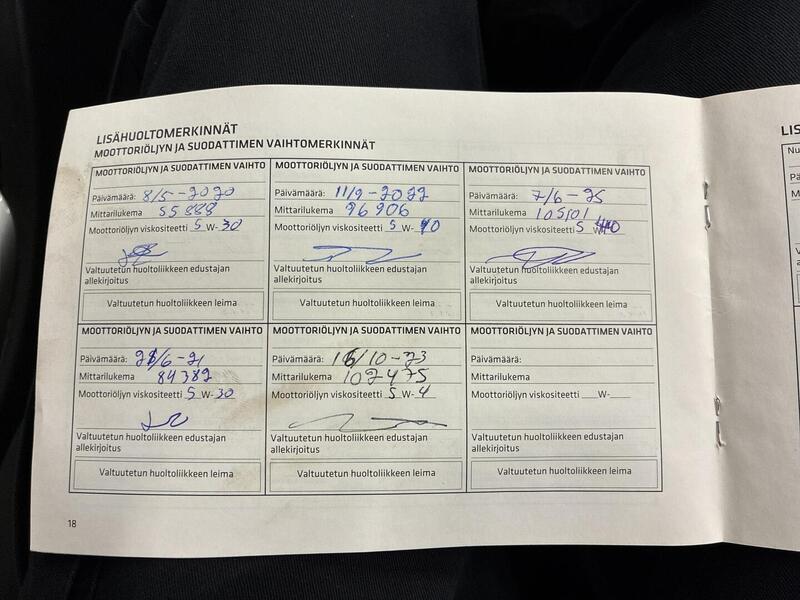 LISÄHUOLTOMERKINNÄT
MOOTTORIÖLJYN JA SUODATTIMEN VAIHTOMERKINNÄT
MOOTTORIÖLJYN JA SUODATTIMEN VAIHTO
Päivämäärä: 8/5-2020
Mittarilukema 55888
Moottoriöljyn viskositeetti 5 W-30
Valtuutetun huoltoliikkeen edustajan
allekirjoitus
Valtuutetun huoltoliikkeen leima
MOOTTORIÖLJYN JA SUODATTIMEN VAIHTO
Päivämäärä: 11/9-2022
Mittarilukema 96906
Moottoriöljyn viskositeetti 5 W-40
Valtuutetun huoltoliikkeen edustajan
allekirjoitus
Valtuutetun huoltoliikkeen leima
MOOTTORIÖLJYN JA SUODATTIMEN VAIHTO
Päivämäärä: 7/6-25
Mittarilukema 105101
Moottoriöljyn viskositeetti 5 W
Valtuutetun huoltoliikkeen edustajan
allekirjoitus
Valtuutetun huoltoliikkeen leima
MOOTTORIÖLJYN JA SUODATTIMEN VAIHTO
Päivämäärä: /6-21
Mittarilukema 84382
Moottoriöljyn viskositeetti 5 W-30
Valtuutetun huoltoliikkeen edustajan
allekirjoitus
Valtuutetun huoltoliikkeen leima
MOOTTORIÖLJYN JA SUODATTIMEN VAIHTO
Päivämäärä: /10-23
Mittarilukema 102475
Moottoriöljyn viskositeetti 5 W-4
Valtuutetun huoltoliikkeen edustajan
allekirjoitus
Valtuutetun huoltoliikkeen leima
MOOTTORIÖLJYN JA SUODATTIMEN VAIHTO
Päivämäärä:
Mittarilukema
Moottoriöljyn viskositeetti __W-__
Valtuutetun huoltoliikkeen edustajan
allekirjoitus
Valtuutetun huoltoliikkeen leima
18